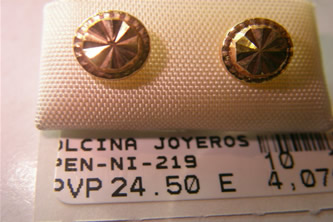 OLCINA JOYEROS
PEN-NI-219 10
PVP 24.50 E 4,07